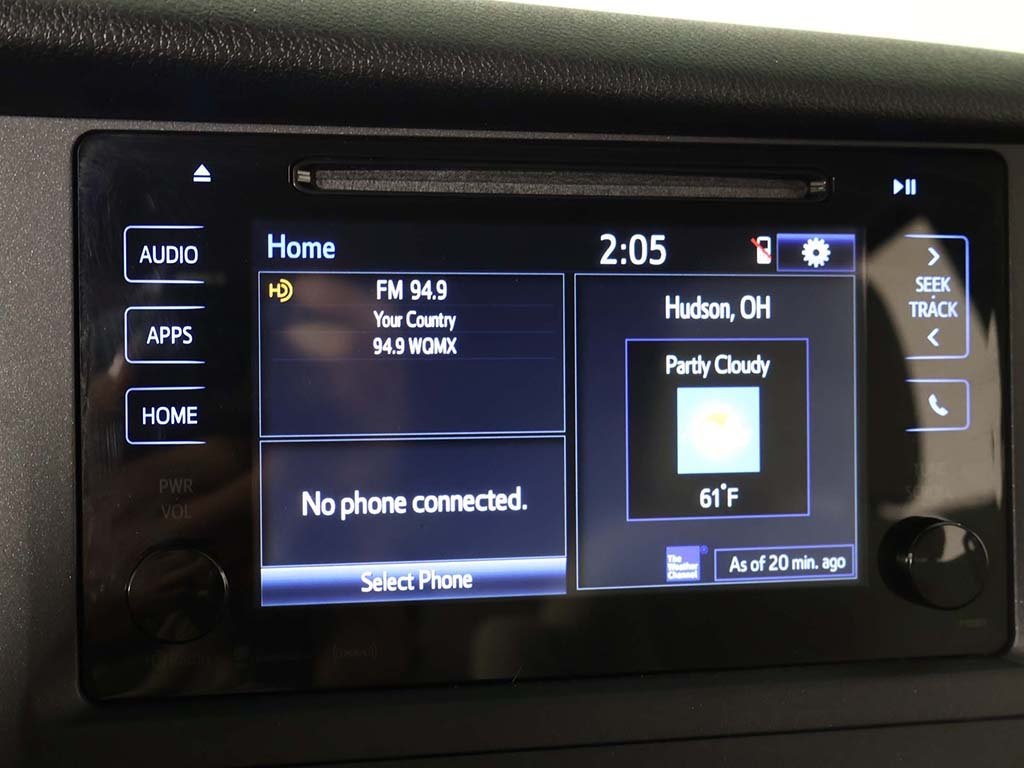 AUDIO
APPS
HOME
PWR
VOL
Home
2:05
HD
FM 94.9
Your Country
94.9 WQMX
No phone connected.
Select Phone
Hudson, OH
Partly Cloudy
61°F
The
Weather
Channel
As of 20 min. ago
SEEK
TRACK